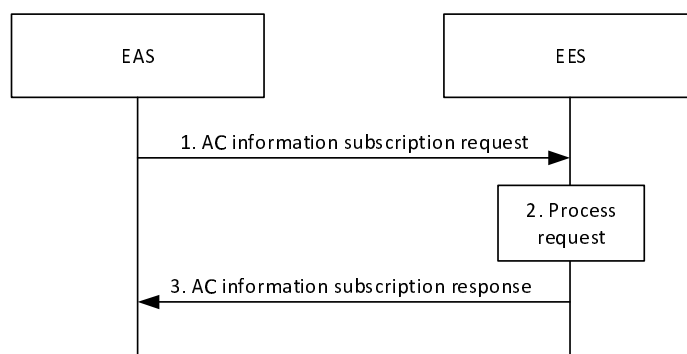 EAS
EES
1. AC information subscription request
2. Process
request
3. AC information subscription response